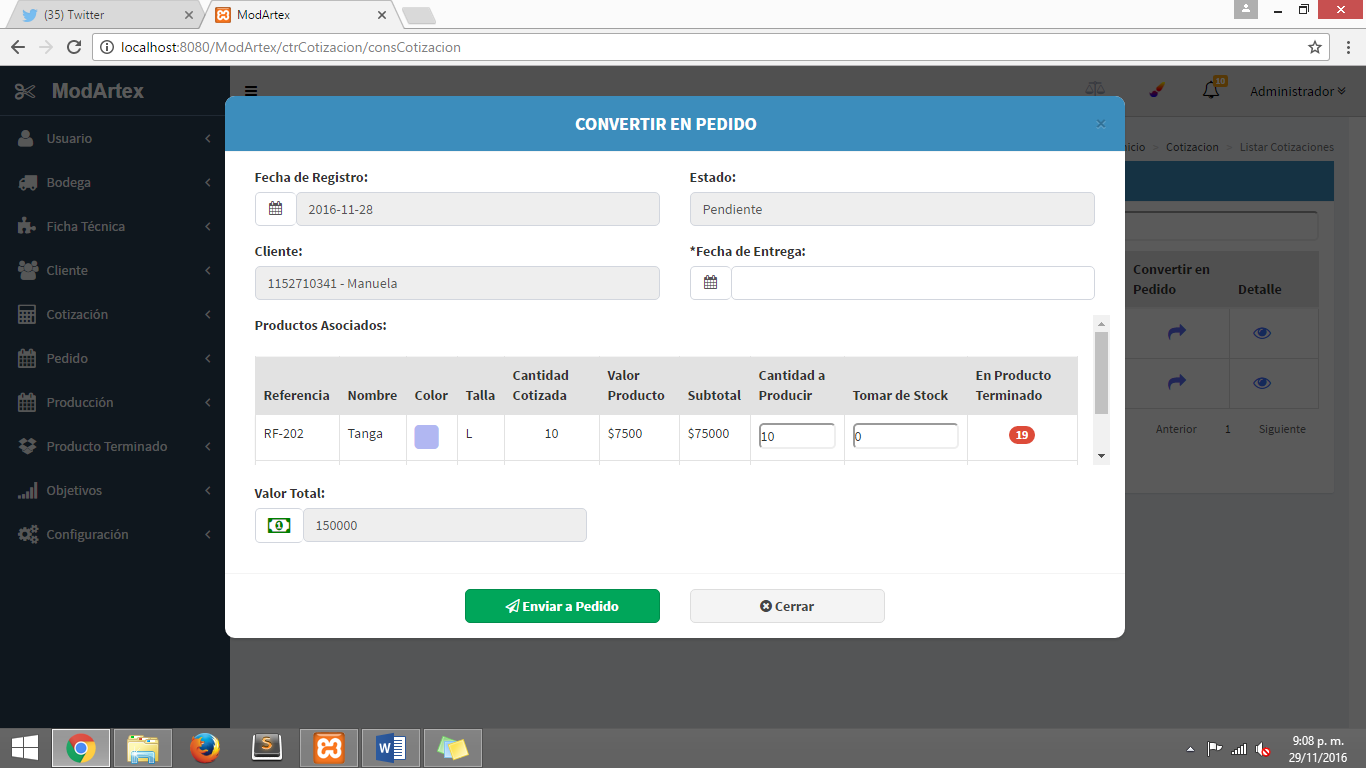 (35) Twitter
ModArtex
localhost:8080/ModArtex/ctrCotizacion/consCotizacion
ModArtex
10
Administrador
Usuario
Bodega
Ficha Técnica
Cliente
Cotización
Pedido
Producción
Producto Terminado
Objetivos
Configuración
nicio > Cotizacion > Listar Cotizaciones
Convertir en
Pedido
Detalle
Anterior 1 Siguiente
CONVERTIR EN PEDIDO
×
Fecha de Registro:
2016-11-28
Estado:
Pendiente
Cliente:
1152710341 - Manuela
*Fecha de Entrega:
Productos Asociados:
Referencia Nombre Color Talla Cantidad Cotizada Valor Producto Subtotal Cantidad a Producir Tomar de Stock En Producto Terminado
RF-202 Tanga L 10 $7500 $75000 10 0 19
Valor Total:
150000
Enviar a Pedido
Cerrar
9:08 p. m.
29/11/2016